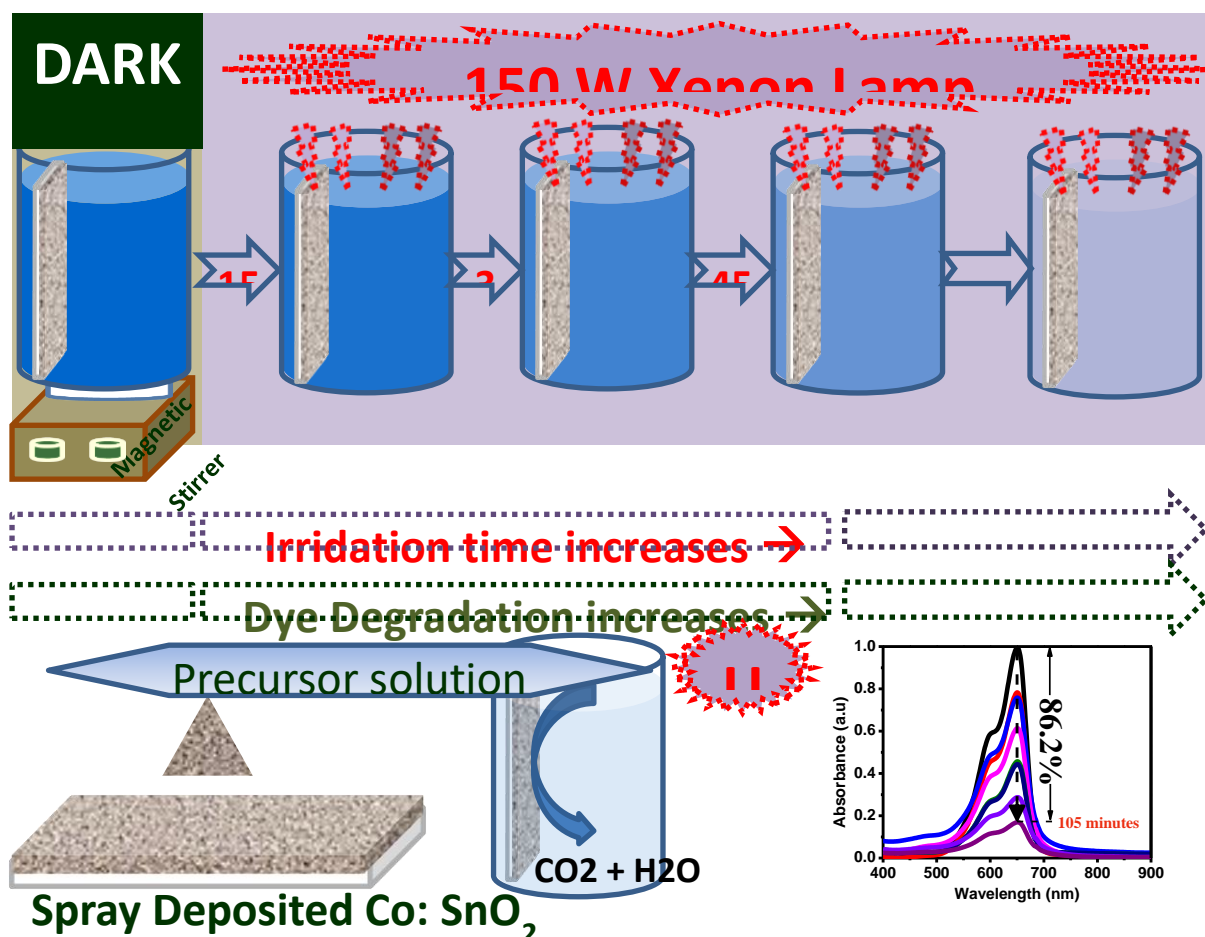 DARK
150 W Xenon Lamp
Magnetic
Stirrer
Irridation time increases →
Dye Degradation increases →
Precursor solution
CO2 + H2O
Spray Deposited Co: SnO₂
1.0
0.8
0.6
0.4
0.2
0.0
Absorbance (a.u)
86.2%
105 minutes
400 500 600 700 800 900
Wavelength (nm)